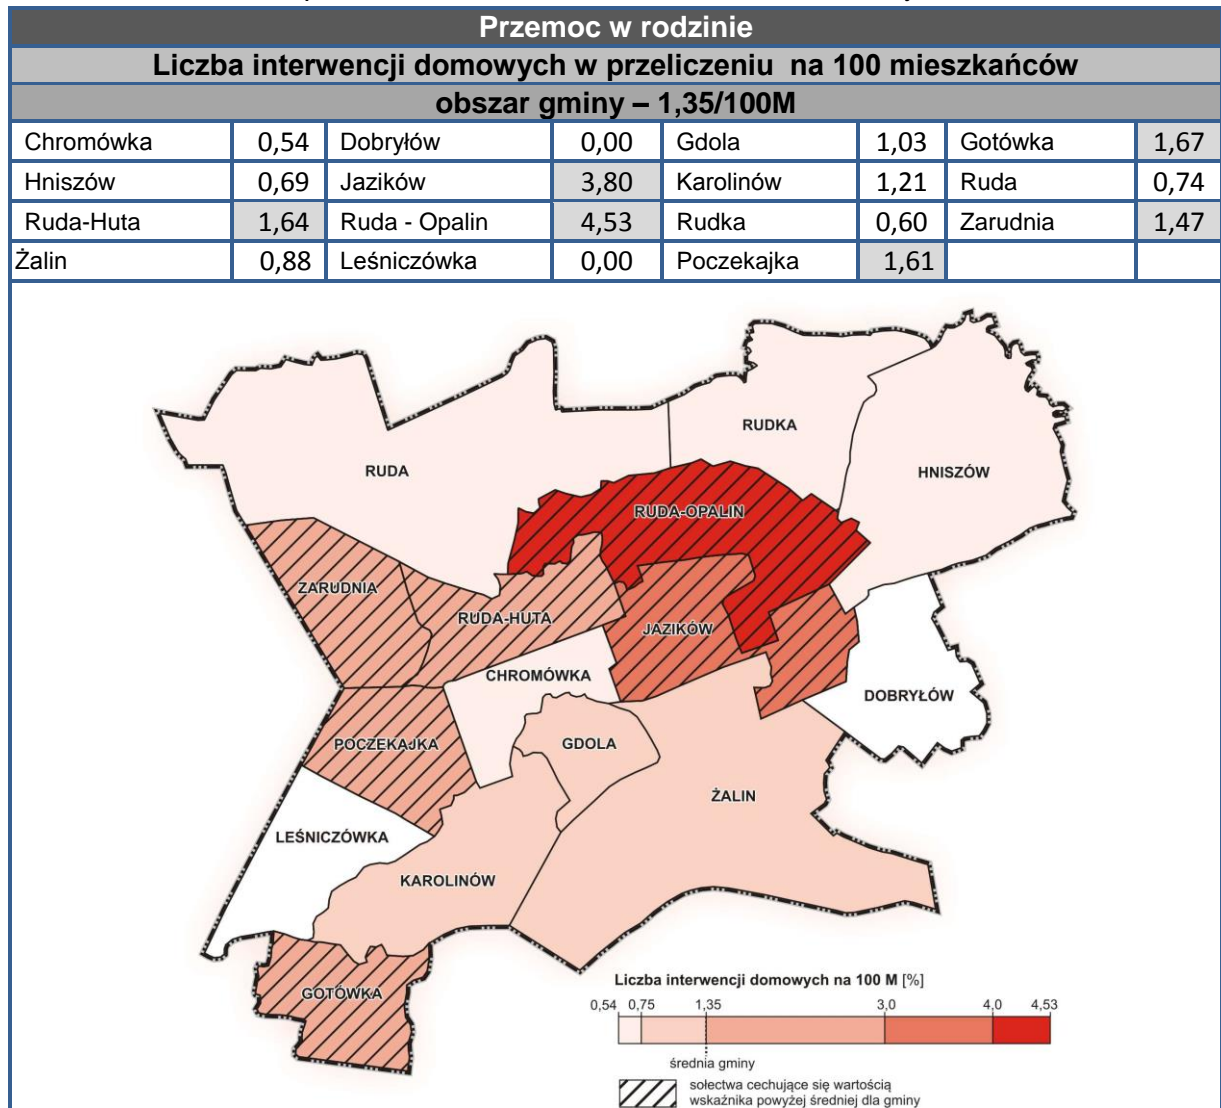 Przemoc w rodzinie
Liczba interwencji domowych w przeliczeniu na 100 mieszkańców
obszar gminy – 1,35/100M
Chromówka 0,54 Dobryłów 0,00 Gdola 1,03 Gotówka 1,67
Hniszów 0,69 Jazików 3,80 Karolinów 1,21 Ruda 0,74
Ruda-Huta 1,64 Ruda - Opalin 4,53 Rudka 0,60 Zarudnia 1,47
Żalin 0,88 Leśniczówka 0,00 Poczekajka 1,61
RUDKA
RUDA
HNISZÓW
RUDA-OPALIN
ZARUDNIA
RUDA-HUTA
JAZIKÓW
CHROMÓWKA
DOBRYŁÓW
POCZEKAJKA
GDOLA
ŻALIN
LEŚNICZÓWKA
KAROLINÓW
GOTÓWKA
Liczba interwencji domowych na 100 M [%]
0,54 0,75 1,35 3,0 4,0 4,53
średnia gminy
sołectwa cechujące się wartością
wskaźnika powyżej średniej dla gminy